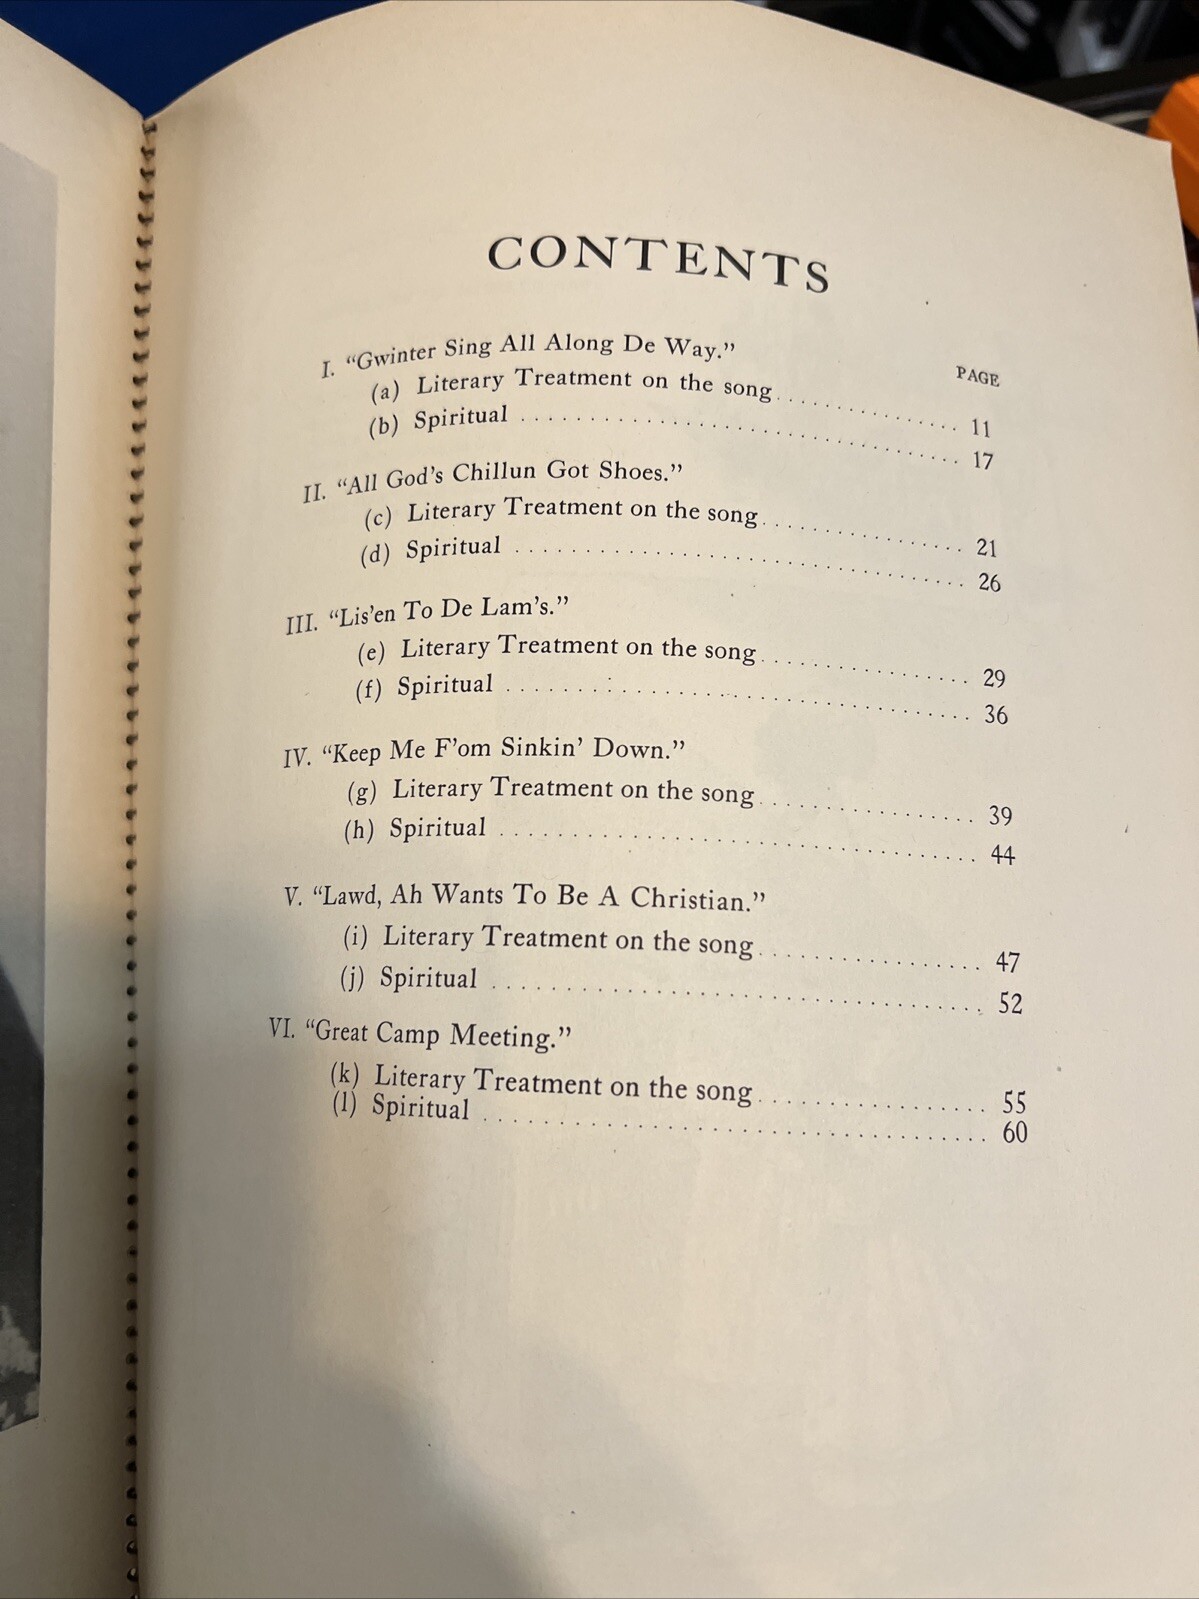 CONTENTS
PAGE
I. “Gwinter Sing All Along De Way.”
(a) Literary Treatment on the song.................... 11
(b) Spiritual .................................... 17
II. “All God’s Chillun Got Shoes.”
(c) Literary Treatment on the song.................... 21
(d) Spiritual .................................... 26
III. “Lis’en To De Lam’s.”
(e) Literary Treatment on the song.................... 29
(f) Spiritual .................................... 36
IV. “Keep Me F’om Sinkin’ Down.”
(g) Literary Treatment on the song.................... 39
(h) Spiritual .................................... 44
V. “Lawd, Ah Wants To Be A Christian.”
(i) Literary Treatment on the song.................... 47
(j) Spiritual .................................... 52
VI. “Great Camp Meeting.”
(k) Literary Treatment on the song.................... 55
(l) Spiritual .................................... 60